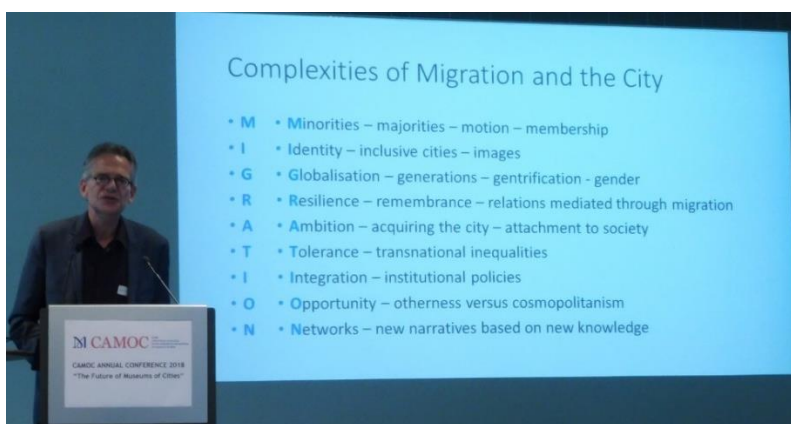 Complexities of Migration and the City
• M • Minorities – majorities – motion – membership
• I • Identity – inclusive cities – images
• G • Globalisation – generations – gentrification - gender
• R • Resilience – remembrance – relations mediated through migration
• A • Ambition – acquiring the city – attachment to society
• T • Tolerance – transnational inequalities
• I • Integration – institutional policies
• O • Opportunity – otherness versus cosmopolitanism
• N • Networks – new narratives based on new knowledge
CAMOC
CAMOC ANNUAL CONFERENCE 2018
"The Future of Museums of Cities"